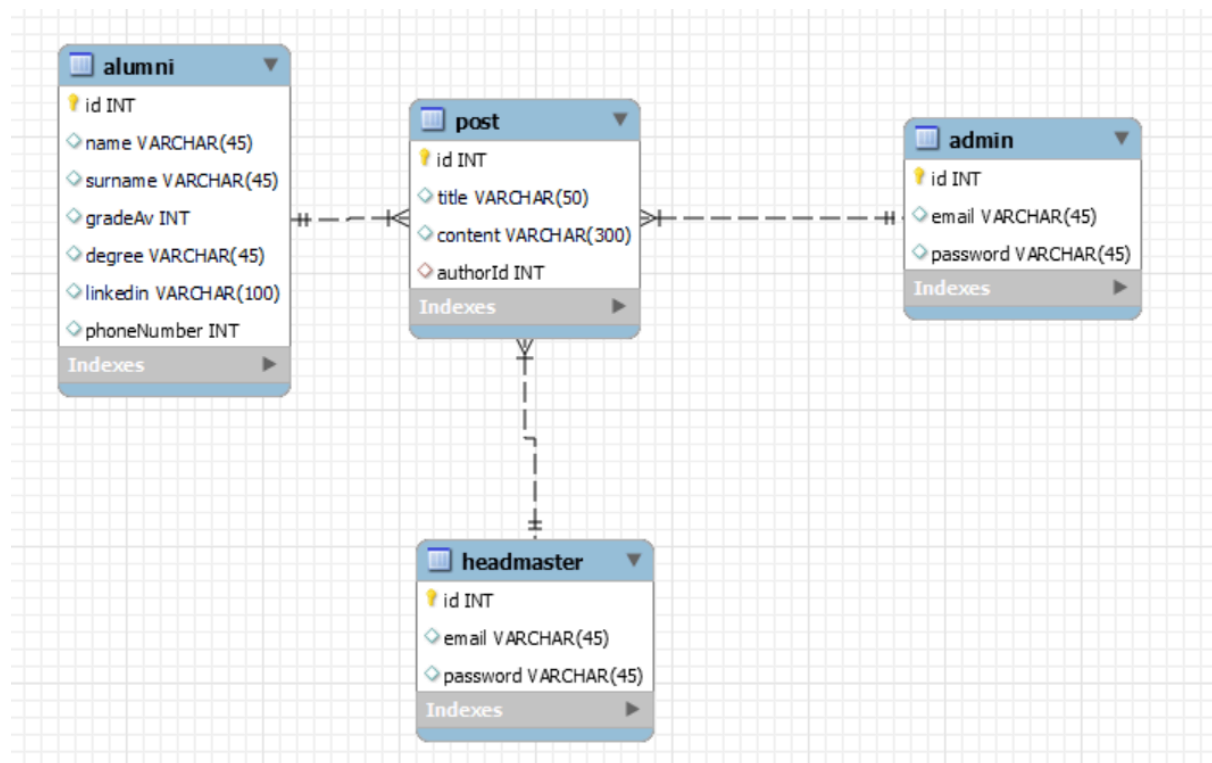 alumni
id INT
name VARCHAR(45)
surname VARCHAR(45)
gradeAv INT
degree VARCHAR(45)
linkedin VARCHAR(100)
phoneNumber INT
Indexes
post
id INT
title VARCHAR(50)
content VARCHAR(300)
authorId INT
Indexes
admin
id INT
email VARCHAR(45)
password VARCHAR(45)
Indexes
headmaster
id INT
email VARCHAR(45)
password VARCHAR(45)
Indexes